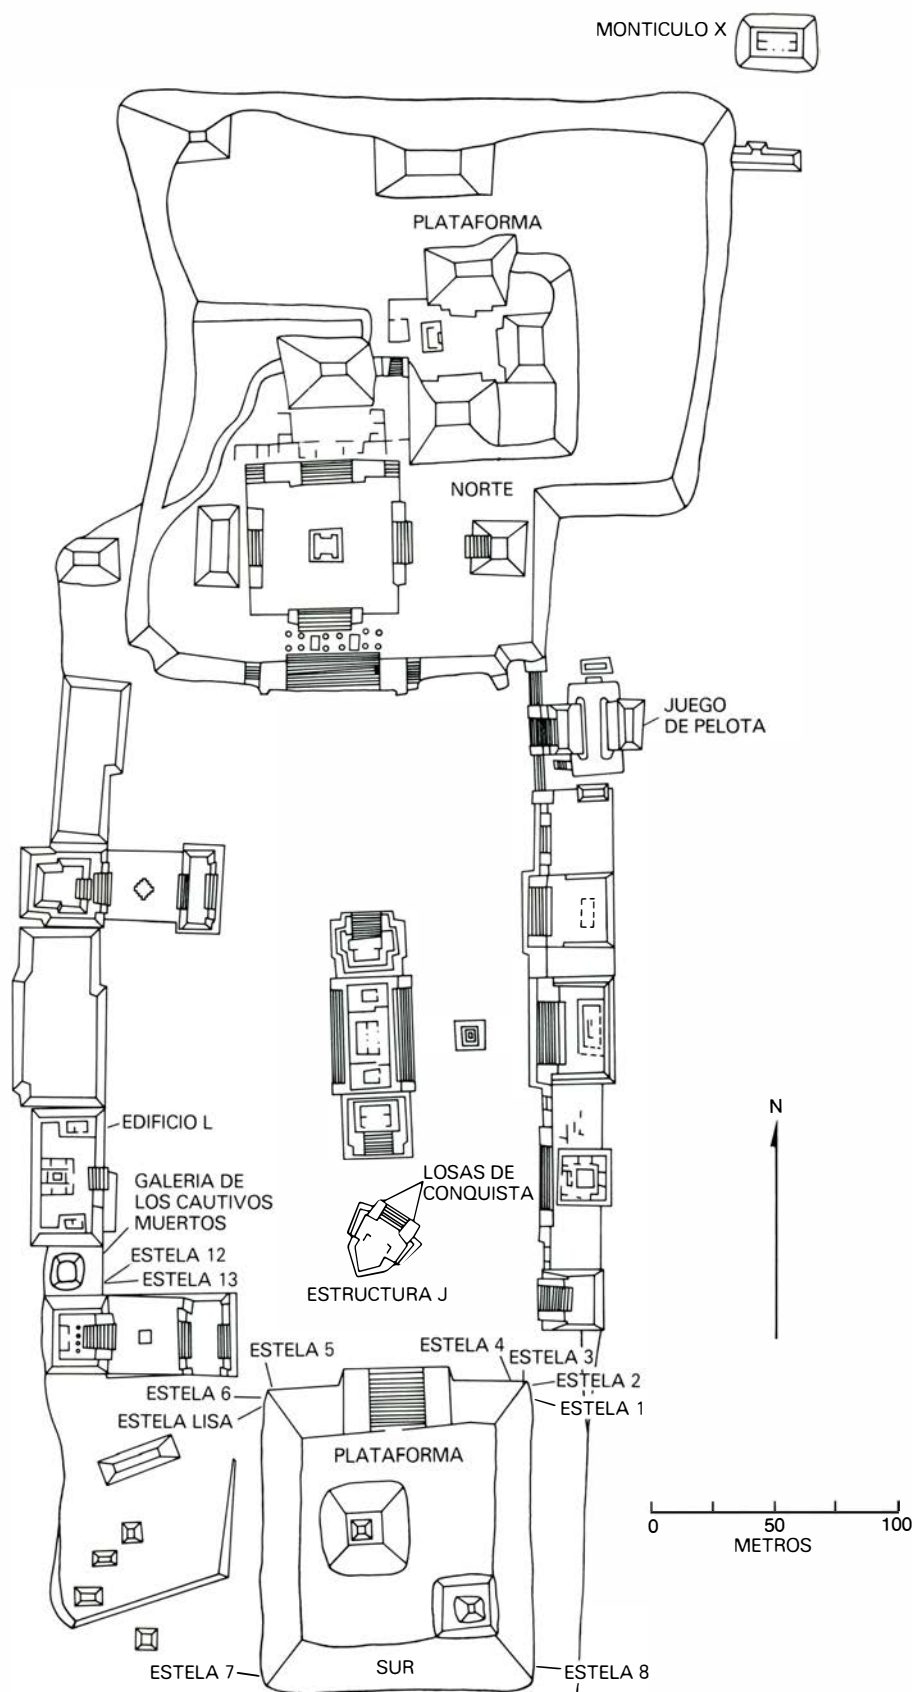 MONTICULO X
PLATAFORMA
NORTE
JUEGO
DE PELOTA
EDIFICIO L
GALERIA DE
LOS CAUTIVOS
MUERTOS
ESTELA 12
ESTELA 13
LOSAS DE
CONQUISTA
ESTRUCTURA J
N
ESTELA 5
ESTELA 4
ESTELA 3
ESTELA 6
ESTELA 2
ESTELA LISA
ESTELA 1
PLATAFORMA
0 50 100
METROS
ESTELA 7
SUR
ESTELA 8